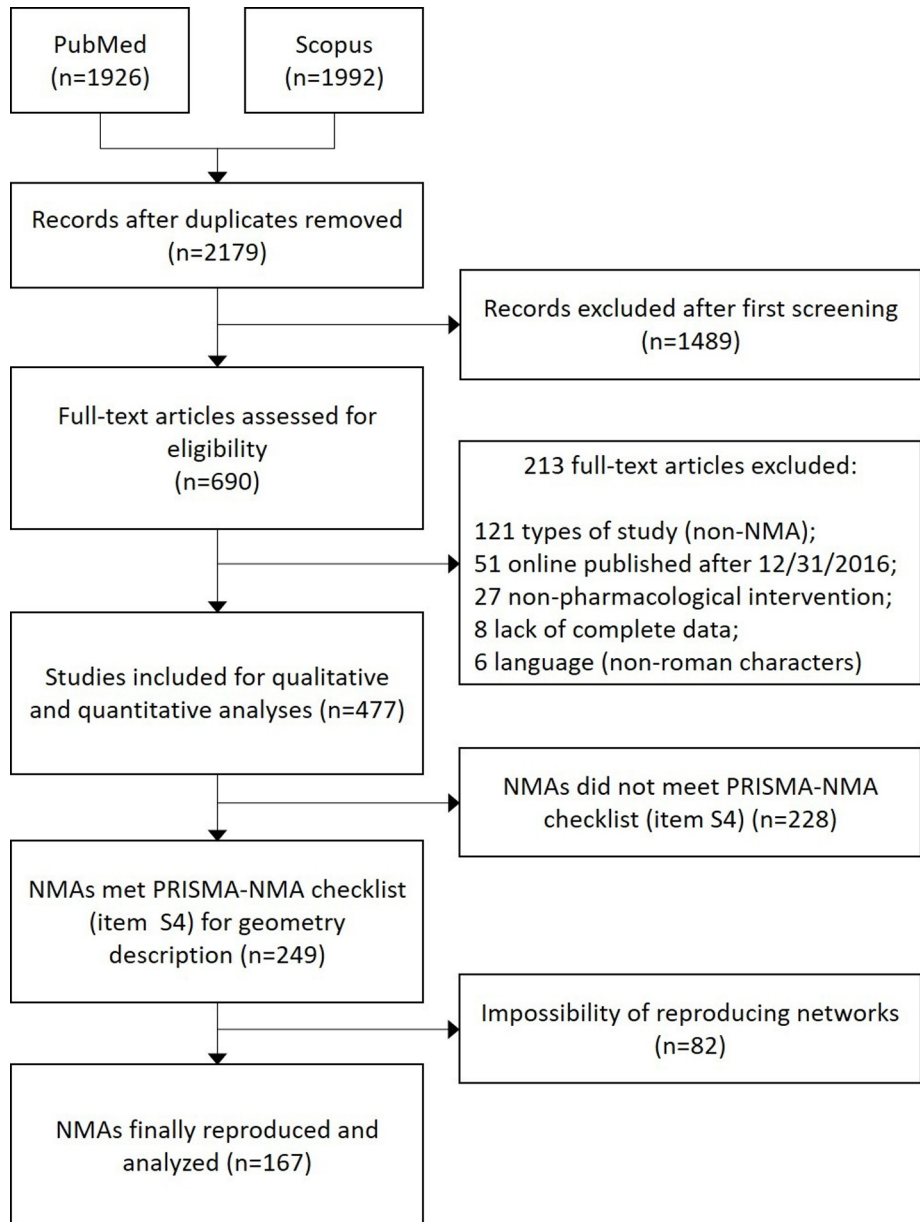 PubMed
(n=1926)
Scopus
(n=1992)
Records after duplicates removed
(n=2179)
Records excluded after first screening
(n=1489)
Full-text articles assessed for
eligibility
(n=690)
213 full-text articles excluded:
121 types of study (non-NMA);
51 online published after 12/31/2016;
27 non-pharmacological intervention;
8 lack of complete data;
6 language (non-roman characters)
Studies included for qualitative
and quantitative analyses (n=477)
NMAs did not meet PRISMA-NMA
checklist (item S4) (n=228)
NMAs met PRISMA-NMA checklist
(item S4) for geometry
description (n=249)
Impossibility of reproducing networks
(n=82)
NMAs finally reproduced and
analyzed (n=167)